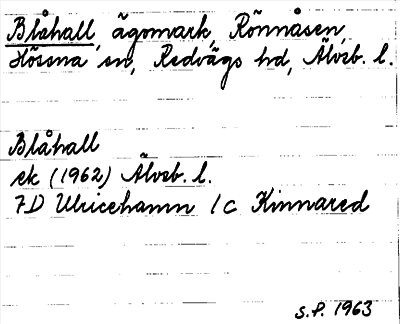 Blåhall, ägomark, Rönnåsen,
Hössna sn, Redvägs hd, Älvsb. l.
Blåhall
ek (1962) Älvsb. l.
7D Ulricehamn 1c Kinnared
S.P. 1963